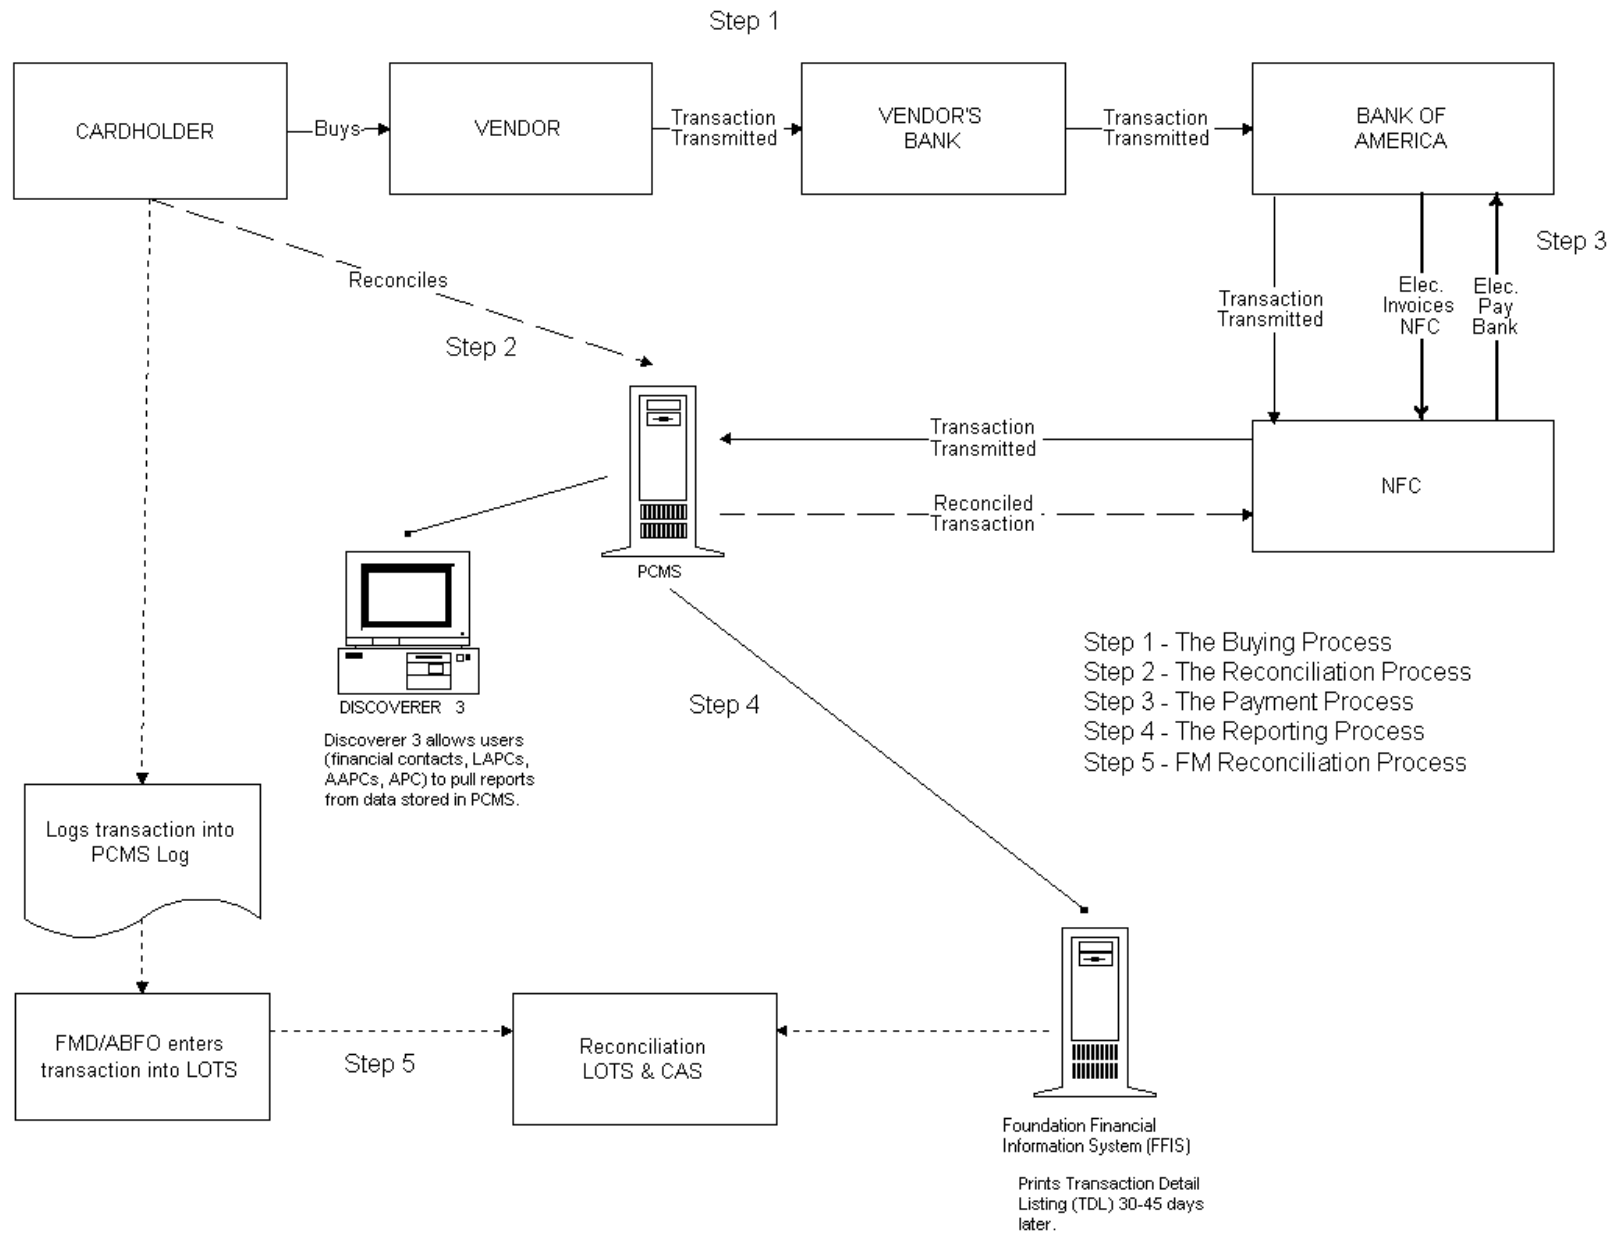 Step 1
CARDHOLDER
Buys
VENDOR
Transaction
Transmitted
VENDOR'S
BANK
Transaction
Transmitted
BANK OF
AMERICA
Step 3
Reconciles
Step 2
Transaction
Transmitted
Elec.
Invoices
NFC
Elec.
Pay
Bank
Transaction
Transmitted
Reconciled
Transaction
NFC
PCMS
DISCOVERER 3
Discoverer 3 allows users
(financial contacts, LAPCs,
AAPCs, APC) to pull reports
from data stored in PCMS.
Step 4
Step 1 - The Buying Process
Step 2 - The Reconciliation Process
Step 3 - The Payment Process
Step 4 - The Reporting Process
Step 5 - FM Reconciliation Process
Logs transaction into
PCMS Log
FMD/ABFO enters
transaction into LOTS
Step 5
Reconciliation
LOTS & CAS
Foundation Financial
Information System (FFIS)
Prints Transaction Detail
Listing (TDL) 30-45 days
later.